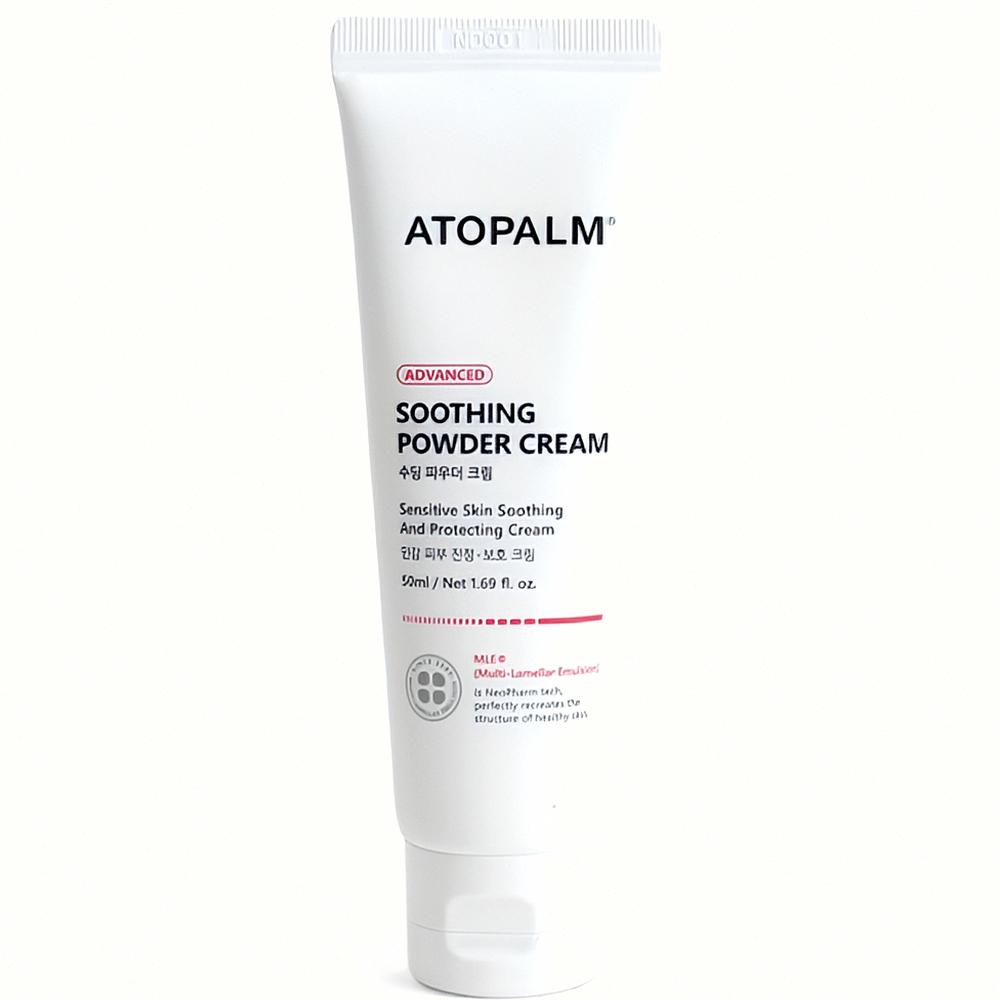 ATOPALM
ADVANCED
SOOTHING
POWDER CREAM
수딩 파우더 크림
Sensitive Skin Soothing
And Protecting Cream
민감 피부 진정·보호 크림
50ml / Net 1.69 fl. oz.
MLE®
(Multi-Lamellar Emulsion)
is NeoPharm tech,
perfectly recreates the
structure of healthy skin